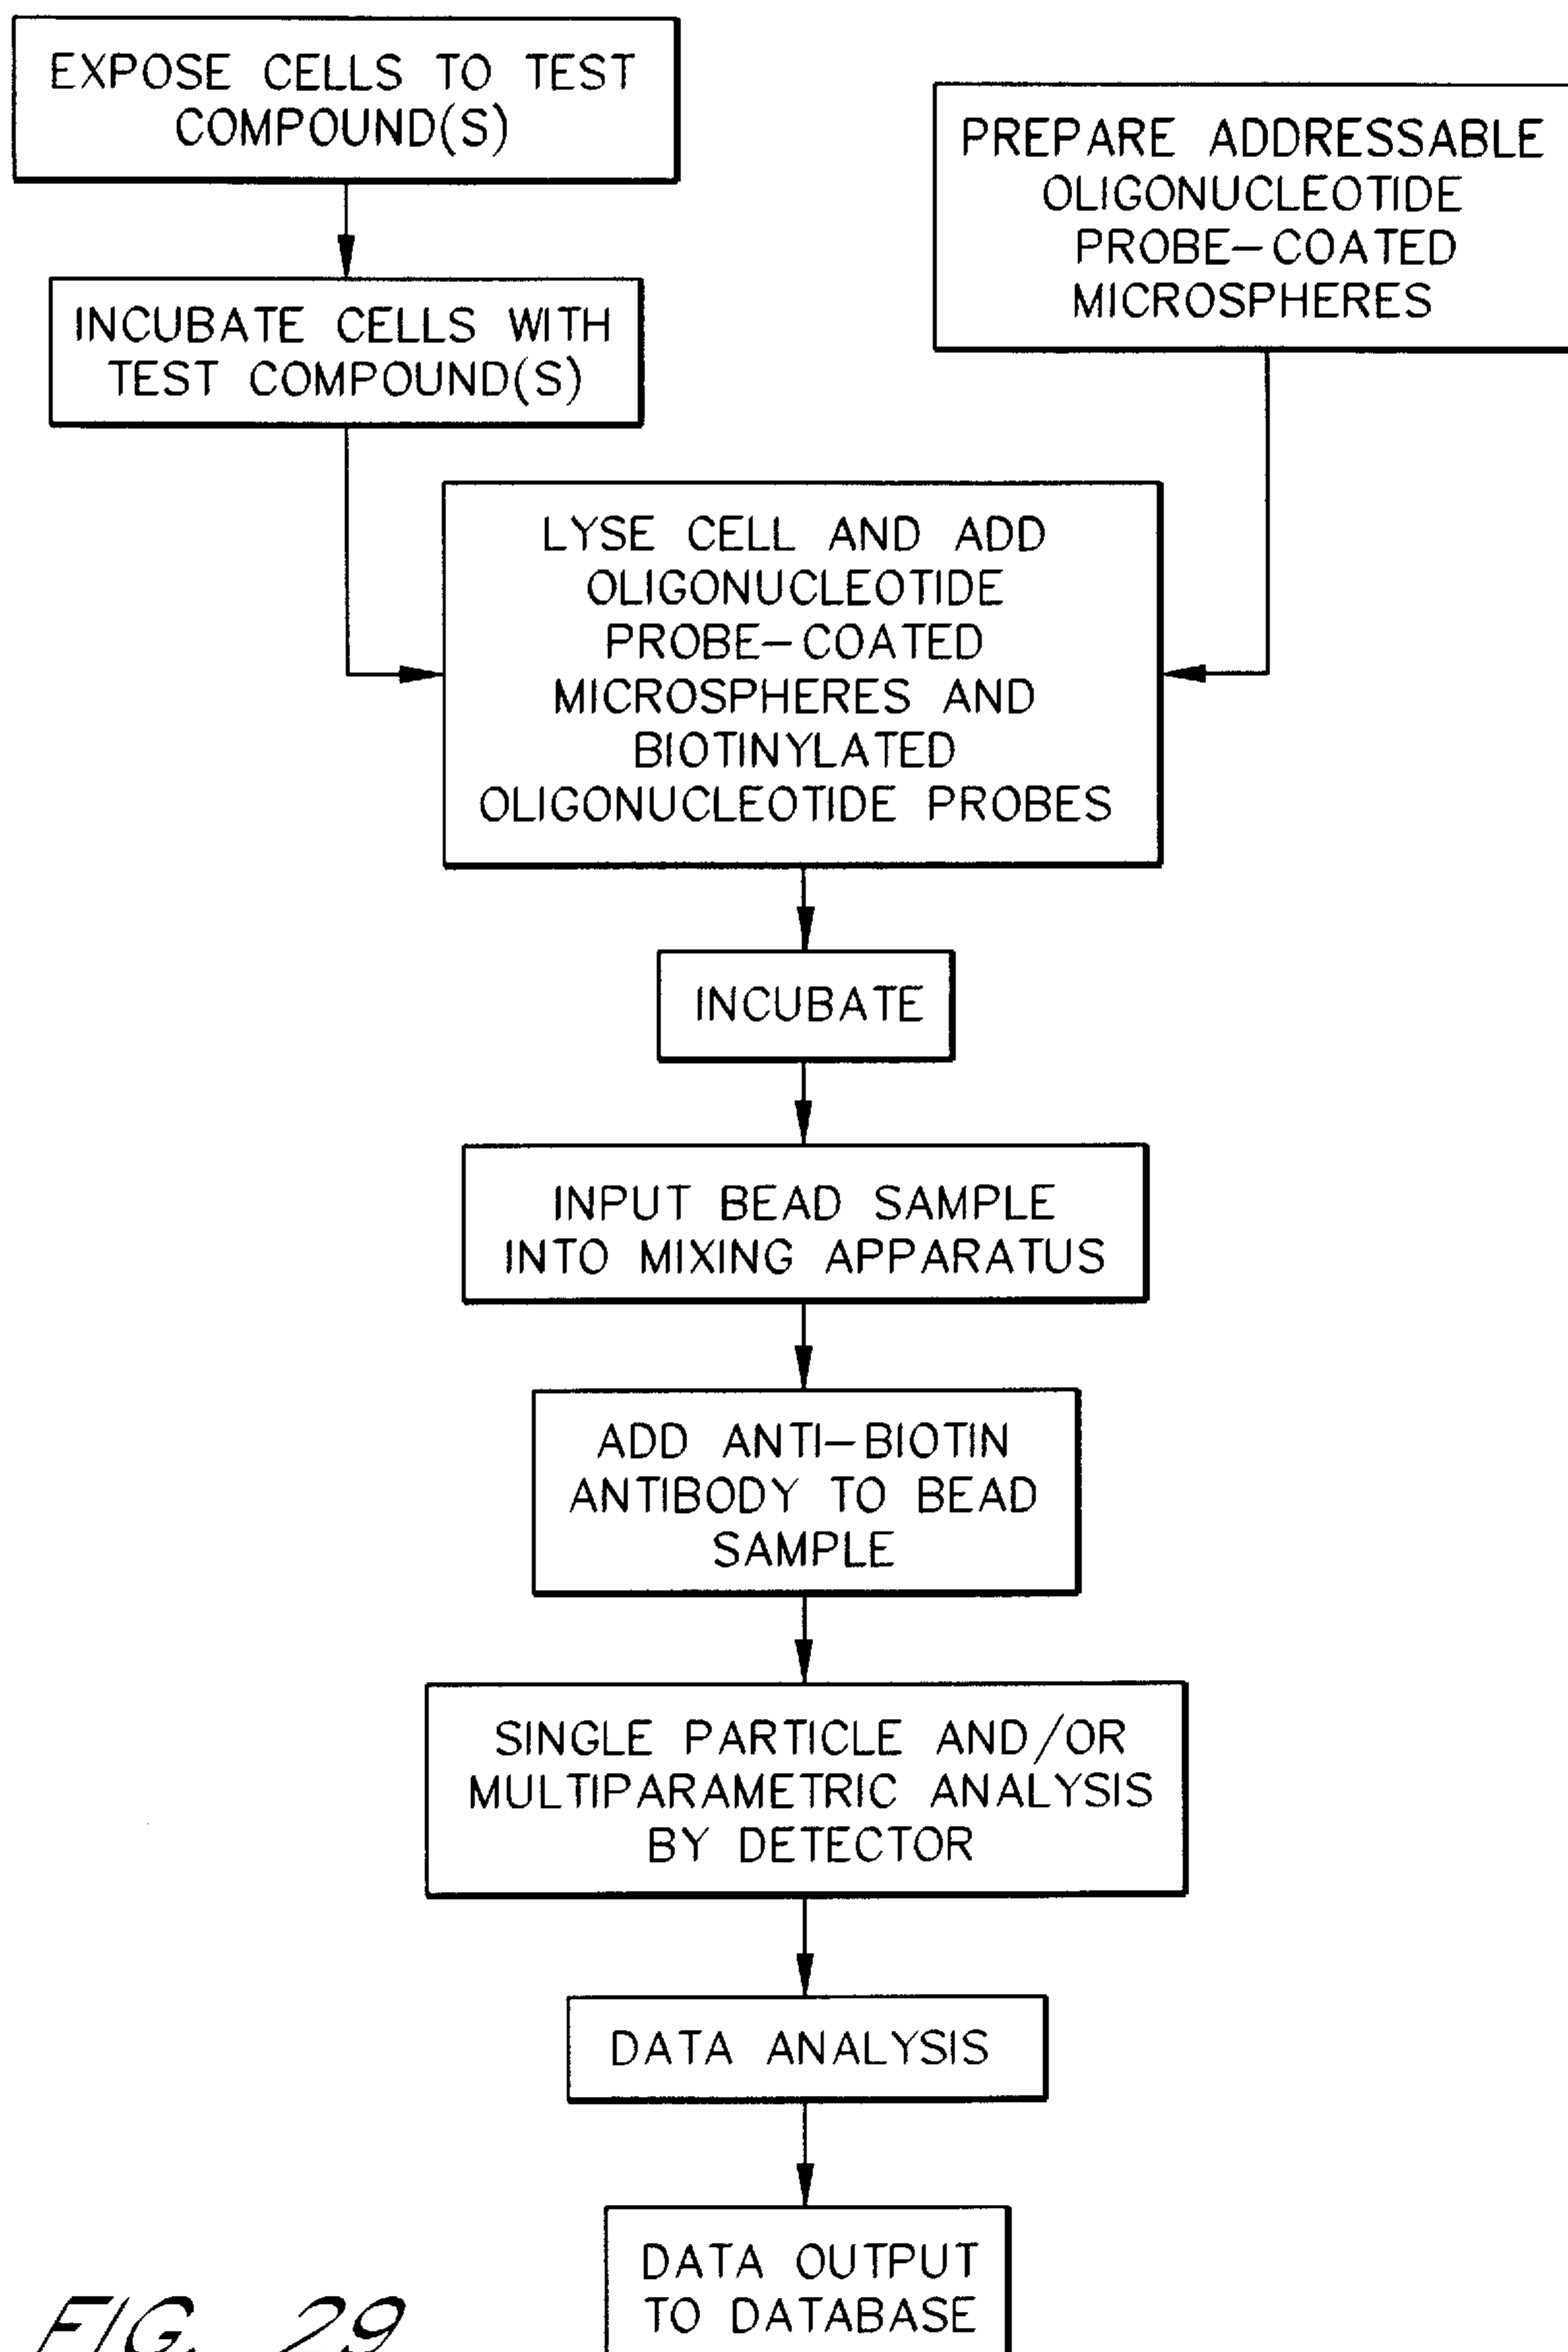 EXPOSE CELLS TO TEST
COMPOUND(S)
PREPARE ADDRESSABLE
OLIGONUCLEOTIDE
PROBE-COATED
MICROSPHERES
INCUBATE CELLS WITH
TEST COMPOUND(S)
LYSE CELL AND ADD
OLIGONUCLEOTIDE
PROBE-COATED
MICROSPHERES AND
BIOTINYLATED
OLIGONUCLEOTIDE PROBES
INCUBATE
INPUT BEAD SAMPLE
INTO MIXING APPARATUS
ADD ANTI-BIOTIN
ANTIBODY TO BEAD
SAMPLE
SINGLE PARTICLE AND/OR
MULTIPARAMETRIC ANALYSIS
BY DETECTOR
DATA ANALYSIS
DATA OUTPUT
TO DATABASE
FIG. 29